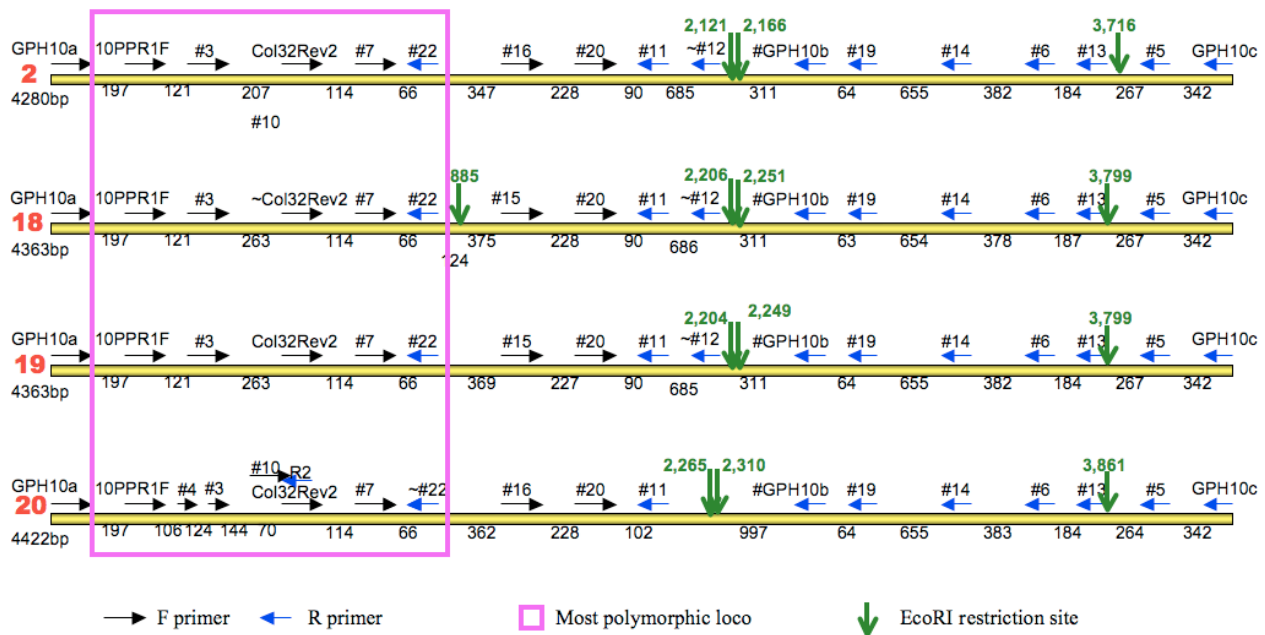 2,121 2,166 3,716
GPH10a 10PPR1F #3 Col32Rev2 #7 #22 #16 #20 #11 ~#12 #GPH10b #19 #14 #6 #13 #5 GPH10c
2
4280bp 197 121 207 114 66 347 228 90 685 311 64 655 382 184 267 342
#10
885 2,206 2,251 3,799
GPH10a 10PPR1F #3 ~Col32Rev2 #7 #22 #15 #20 #11 ~#12 #GPH10b #19 #14 #6 #13 #5 GPH10c
18
4363bp 197 121 263 114 66 375 228 90 686 311 63 654 378 187 267 342
124
2,204 2,249 3,799
GPH10a 10PPR1F #3 Col32Rev2 #7 #22 #15 #20 #11 ~#12 #GPH10b #19 #14 #6 #13 #5 GPH10c
19
4363bp 197 121 263 114 66 369 227 90 685 311 64 655 382 184 267 342
#10 R2 2,265 2,310 3,861
GPH10a 10PPR1F #4 #3 Col32Rev2 #7 ~#22 #16 #20 #11 #GPH10b #19 #14 #6 #13 #5 GPH10c
20
4422bp 197 106 124 144 70 114 66 362 228 102 997 64 655 383 184 264 342
F primer R primer Most polymorphic loco EcoRI restriction site